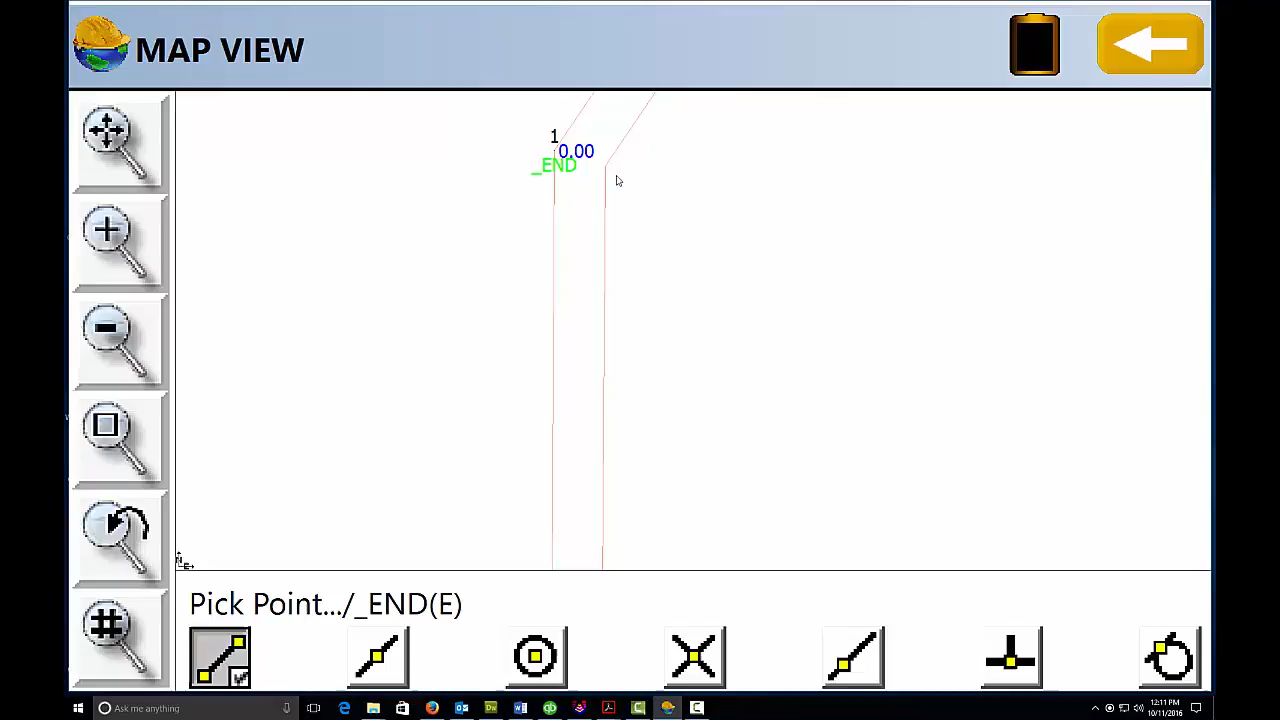 MAP VIEW
1
0.00
_END
N
E
Pick Point.../_END(E)
Ask me anything
12:11 PM
10/11/2016